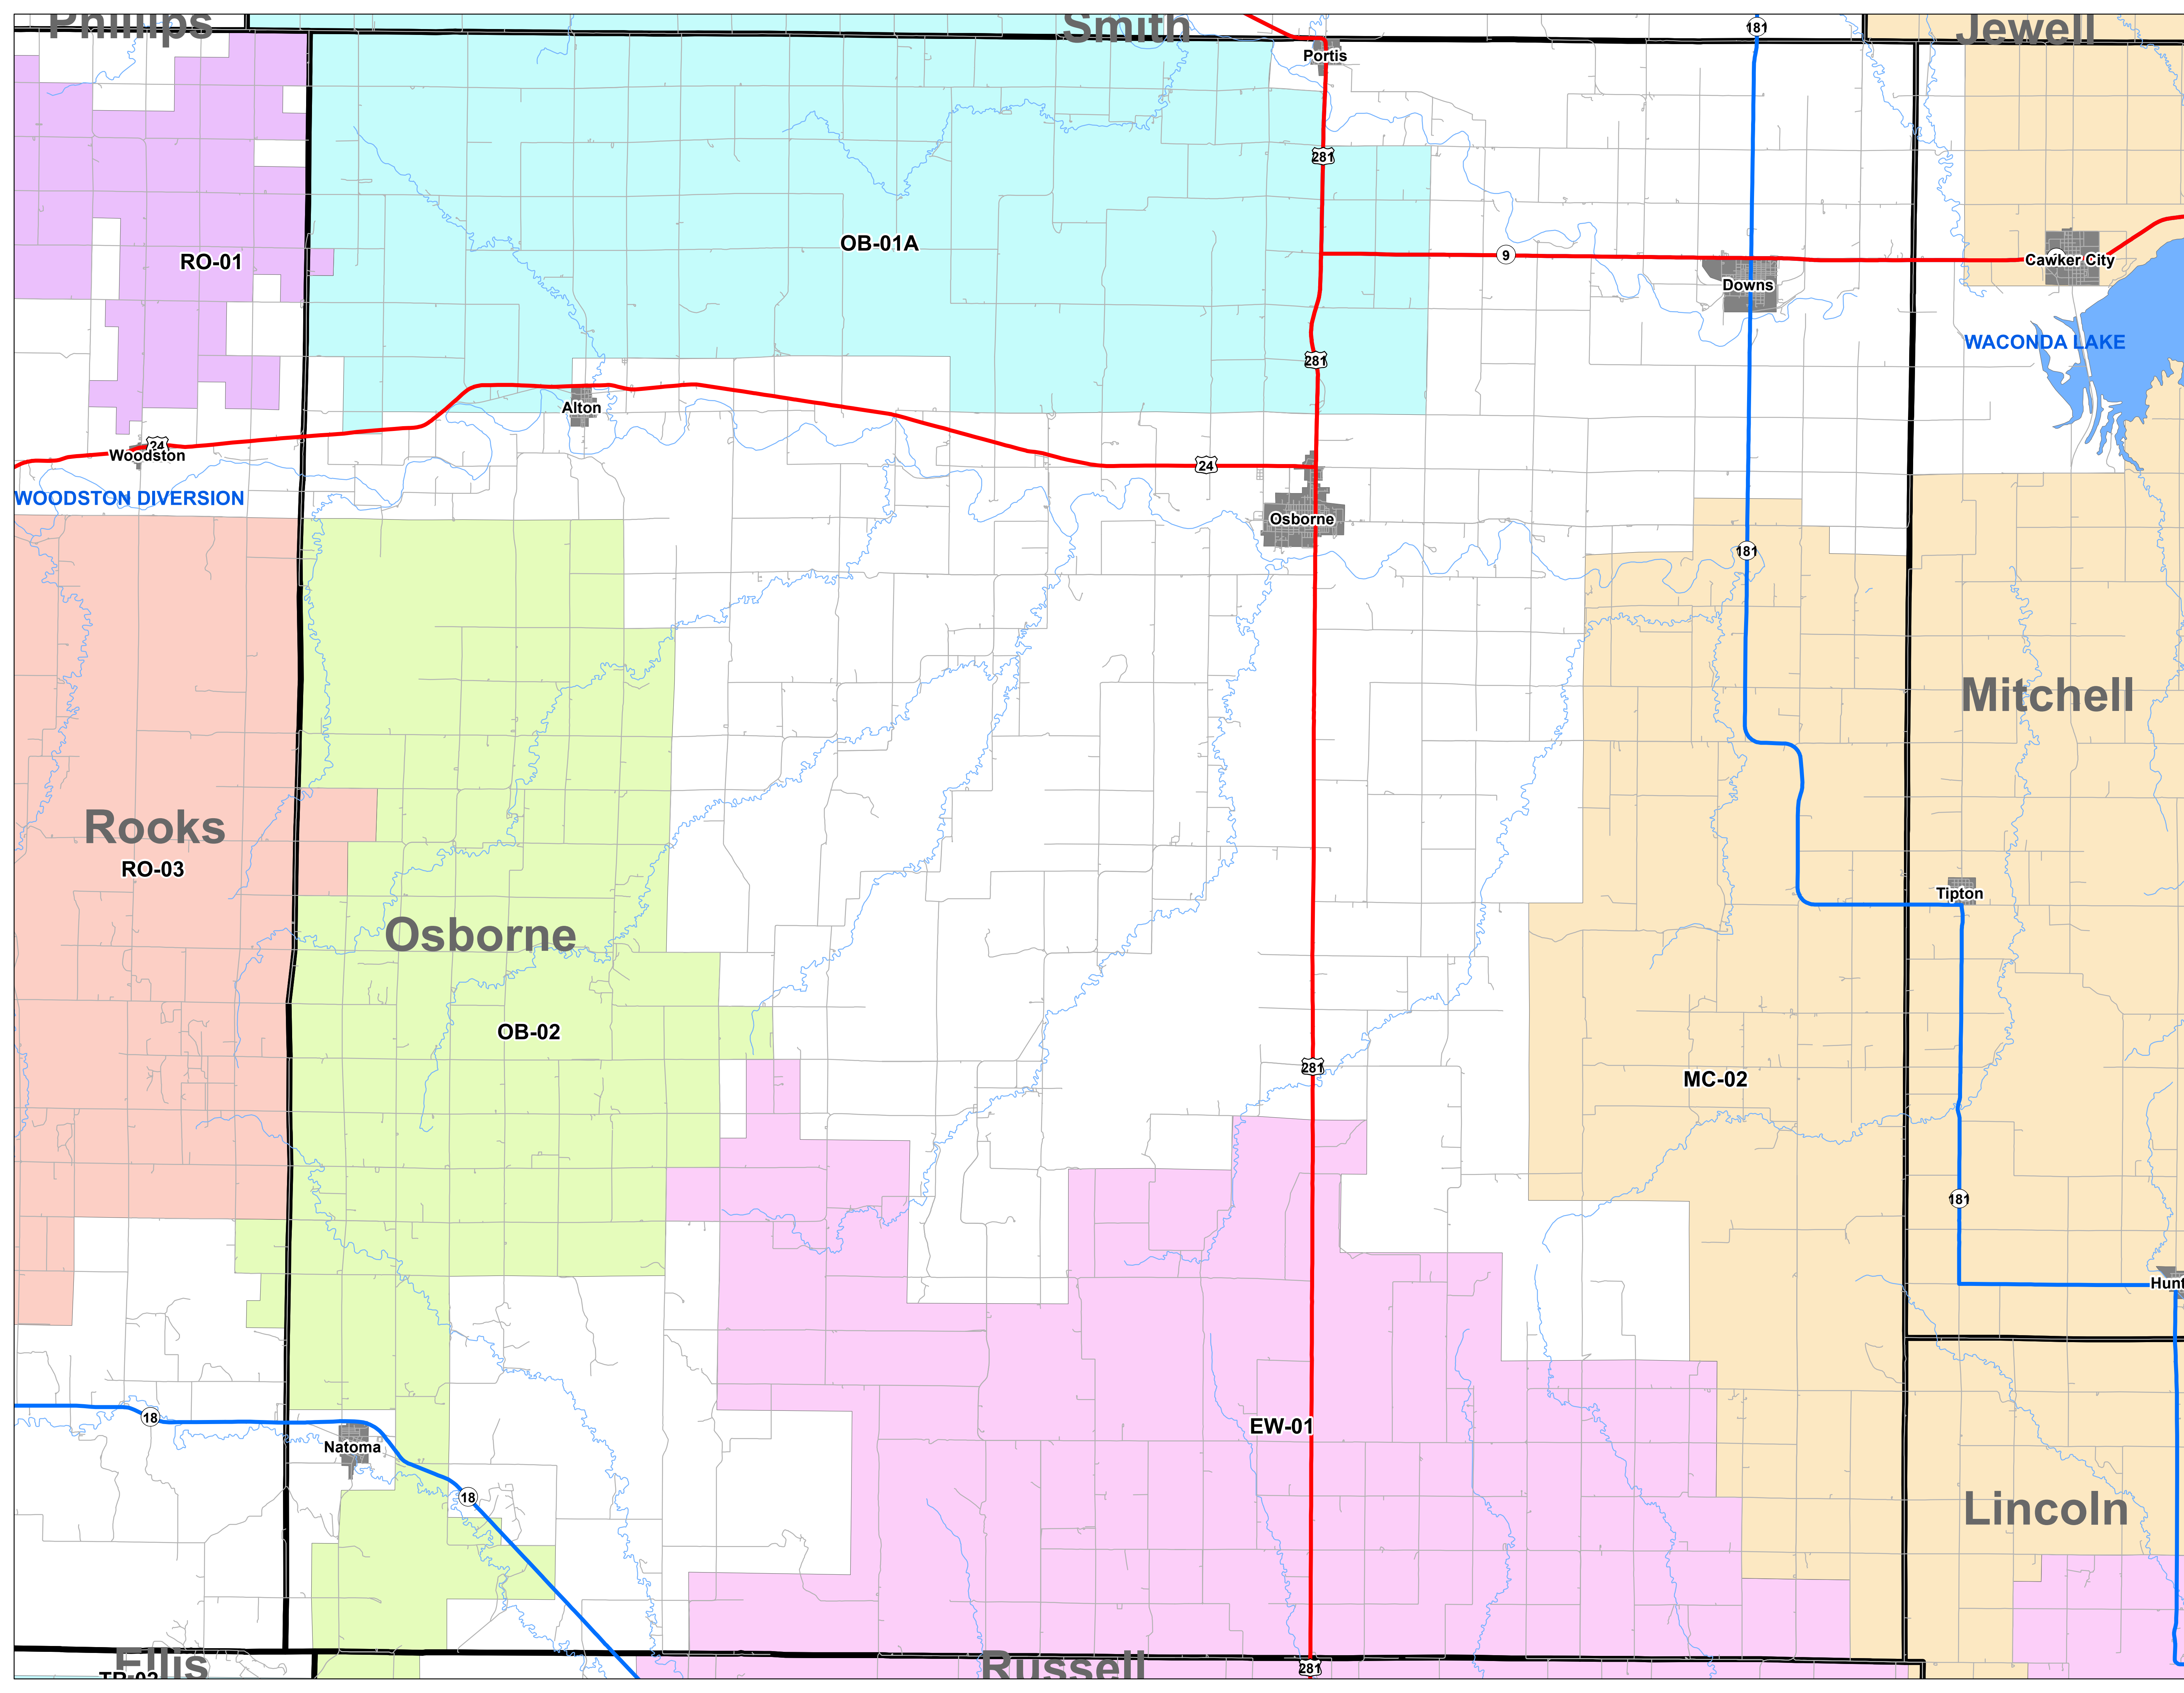 Phillips
Smith
Jewell
181
Portis
281
OB-01A
RO-01
9
Cawker City
Downs
WACONDA LAKE
281
Alton
24
Woodston
24
WOODSTON DIVERSION
Osborne
181
Mitchell
Rooks
RO-03
Tipton
Osborne
OB-02
281
MC-02
181
Hunt
18
EW-01
Natoma
18
Lincoln
Ellis
Russell
281
TR-02